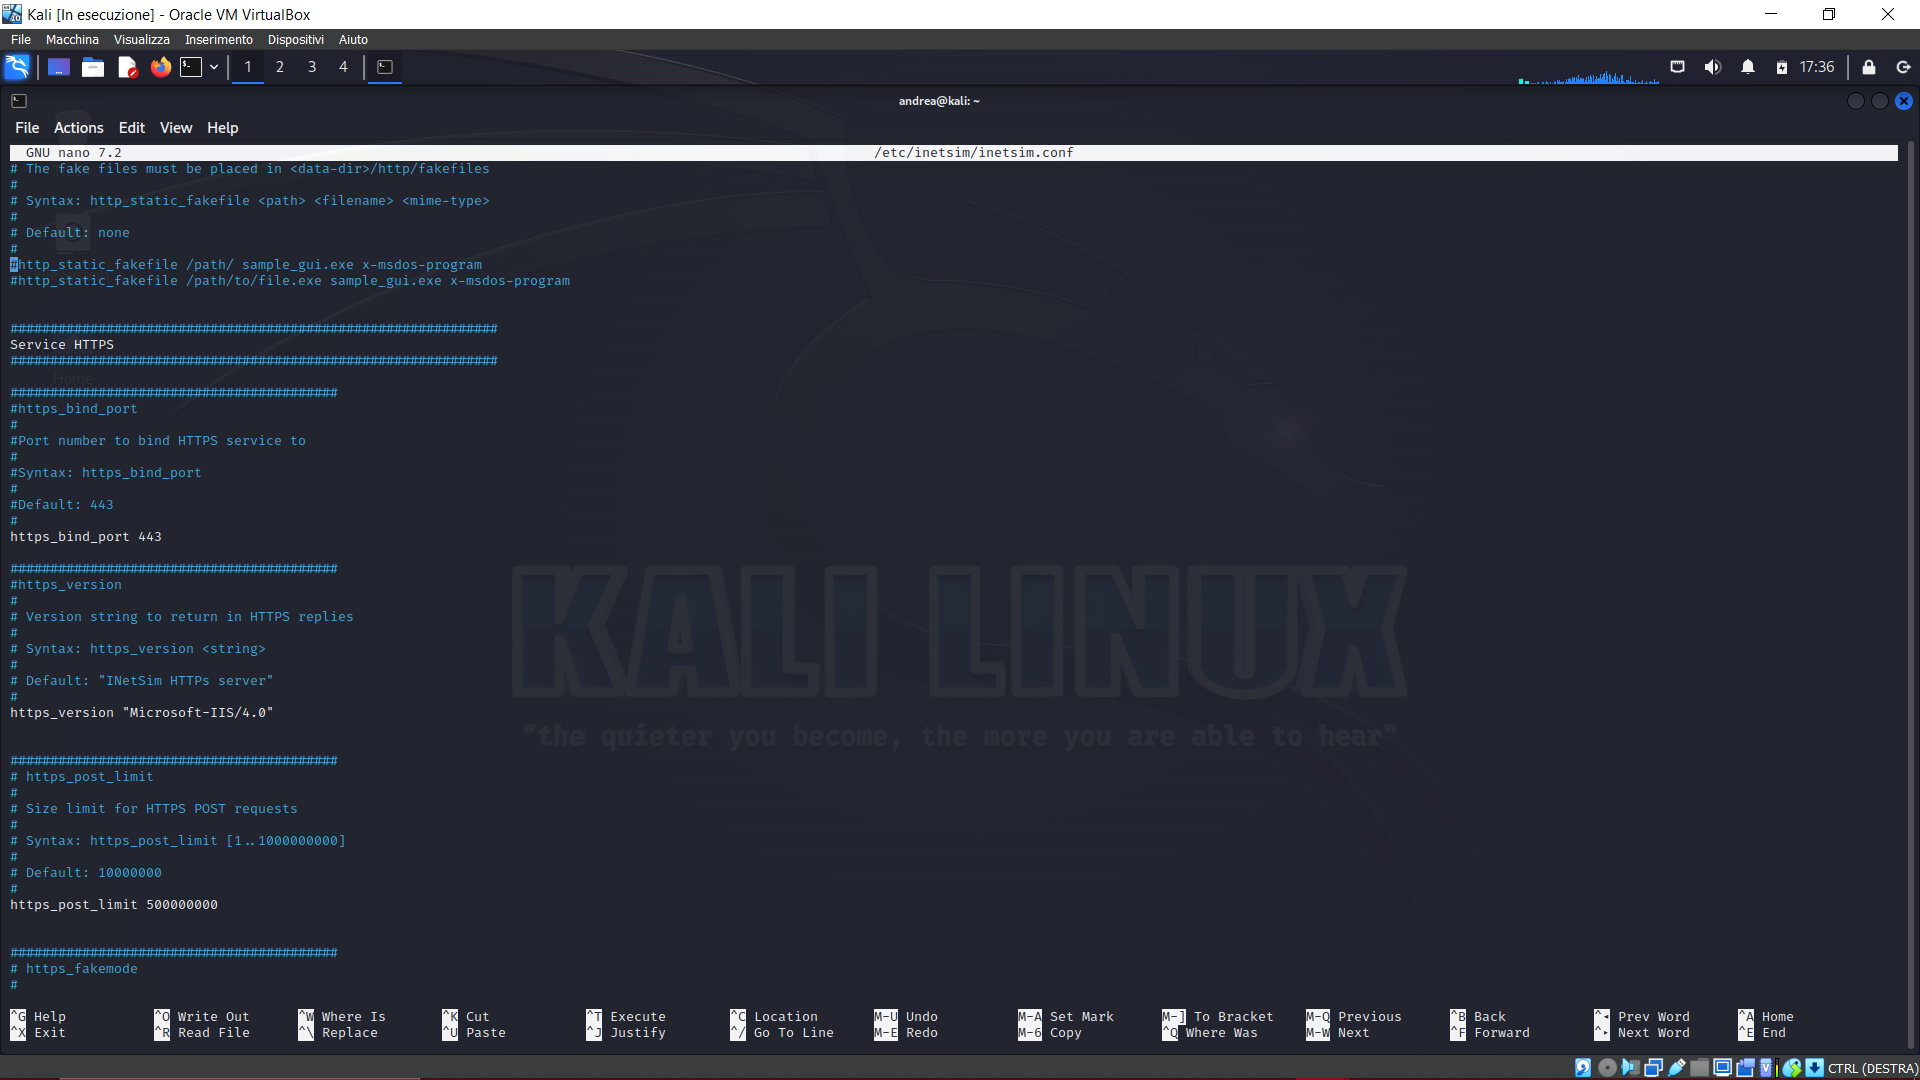 Kali [In esecuzione] - Oracle VM VirtualBox
File Macchina Visualizza Inserimento Dispositivi Aiuto
1 2 3 4 17:36
andrea@kali: ~
File Actions Edit View Help
GNU nano 7.2 /etc/inetsim/inetsim.conf
# The fake files must be placed in <data-dir>/http/fakefiles
#
# Syntax: http_static_fakefile <path> <filename> <mime-type>
#
# Default: none
#
#http_static_fakefile /path/ sample_gui.exe x-msdos-program
#http_static_fakefile /path/to/file.exe sample_gui.exe x-msdos-program
#############################################################
Service HTTPS
#############################################################
Home
#########################################
#https_bind_port
#
#Port number to bind HTTPS service to
#
#Syntax: https_bind_port
#
#Default: 443
#
https_bind_port 443
#########################################
#https_version
#
# Version string to return in HTTPS replies
#
# Syntax: https_version <string>
#
# Default: "INetSim HTTPs server"
#
https_version "Microsoft-IIS/4.0"
KALI LINUX
"the quieter you become, the more you are able to hear"
#########################################
# https_post_limit
#
# Size limit for HTTPS POST requests
#
# Syntax: https_post_limit [1..1000000000]
#
# Default: 10000000
#
https_post_limit 500000000
#########################################
# https_fakemode
#
^G Help ^O Write Out ^W Where Is ^K Cut ^T Execute ^C Location M-U Undo M-A Set Mark M-] To Bracket M-Q Previous ^B Back ^◂ Prev Word ^A Home
^X Exit ^R Read File ^\ Replace ^U Paste ^J Justify ^/ Go To Line M-E Redo M-6 Copy ^Q Where Was M-W Next ^F Forward ^▸ Next Word ^E End
CTRL (DESTRA)